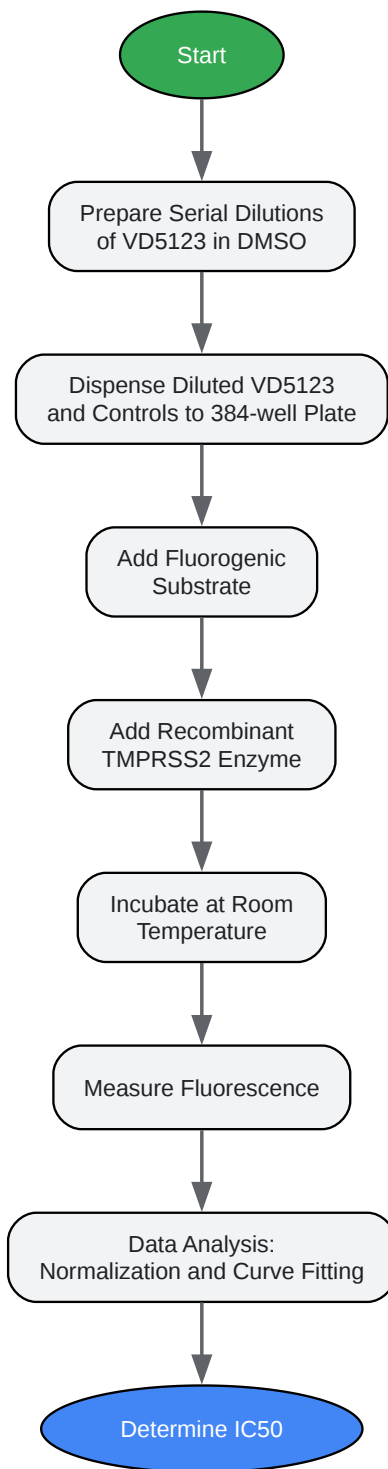 Start
Prepare Serial Dilutions
of VD5123 in DMSO
Dispense Diluted VD5123
and Controls to 384-well Plate
Add Fluorogenic
Substrate
Add Recombinant
TMPRSS2 Enzyme
Incubate at Room
Temperature
Measure Fluorescence
Data Analysis:
Normalization and Curve Fitting
Determine IC50